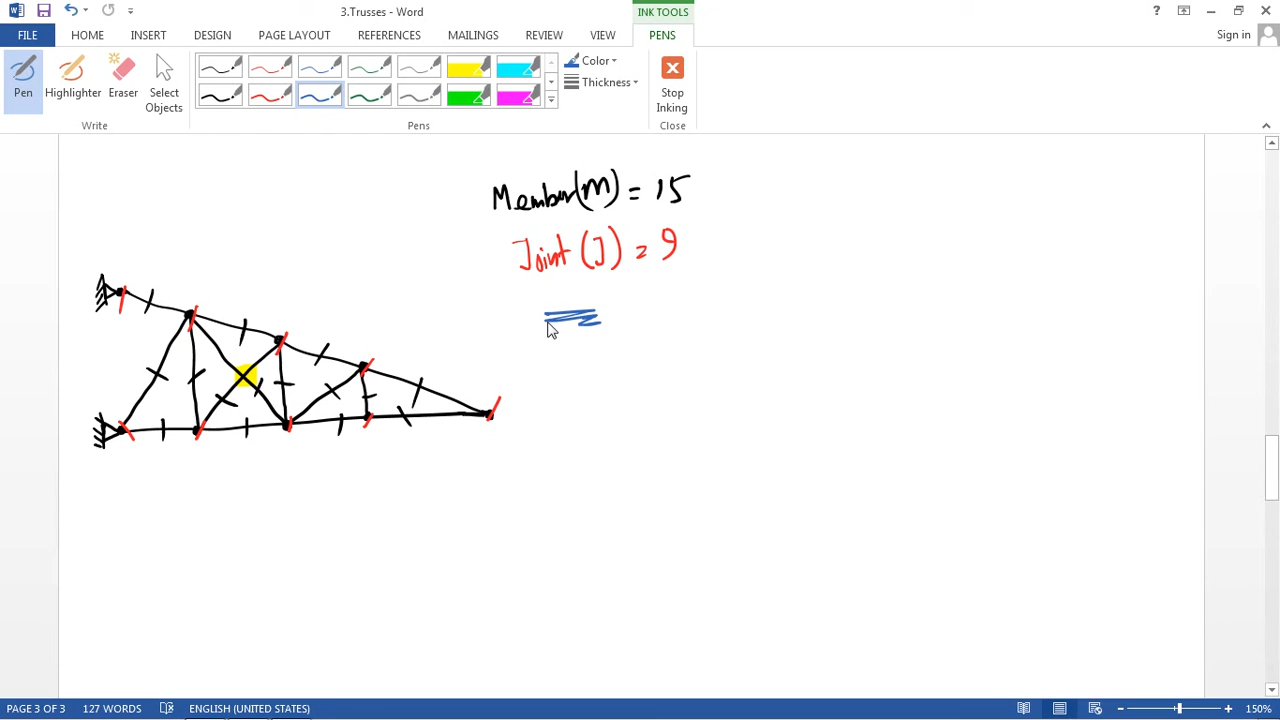 3.Trusses - Word
INK TOOLS
?
FILE
HOME
INSERT
DESIGN
PAGE LAYOUT
REFERENCES
MAILINGS
REVIEW
VIEW
PENS
Sign in
Pen
Highlighter
Eraser
Select Objects
Color
Thickness
Stop Inking
Write
Pens
Close
Member(m) = 15
Joint (J) = 9
PAGE 3 OF 3
127 WORDS
ENGLISH (UNITED STATES)
150%